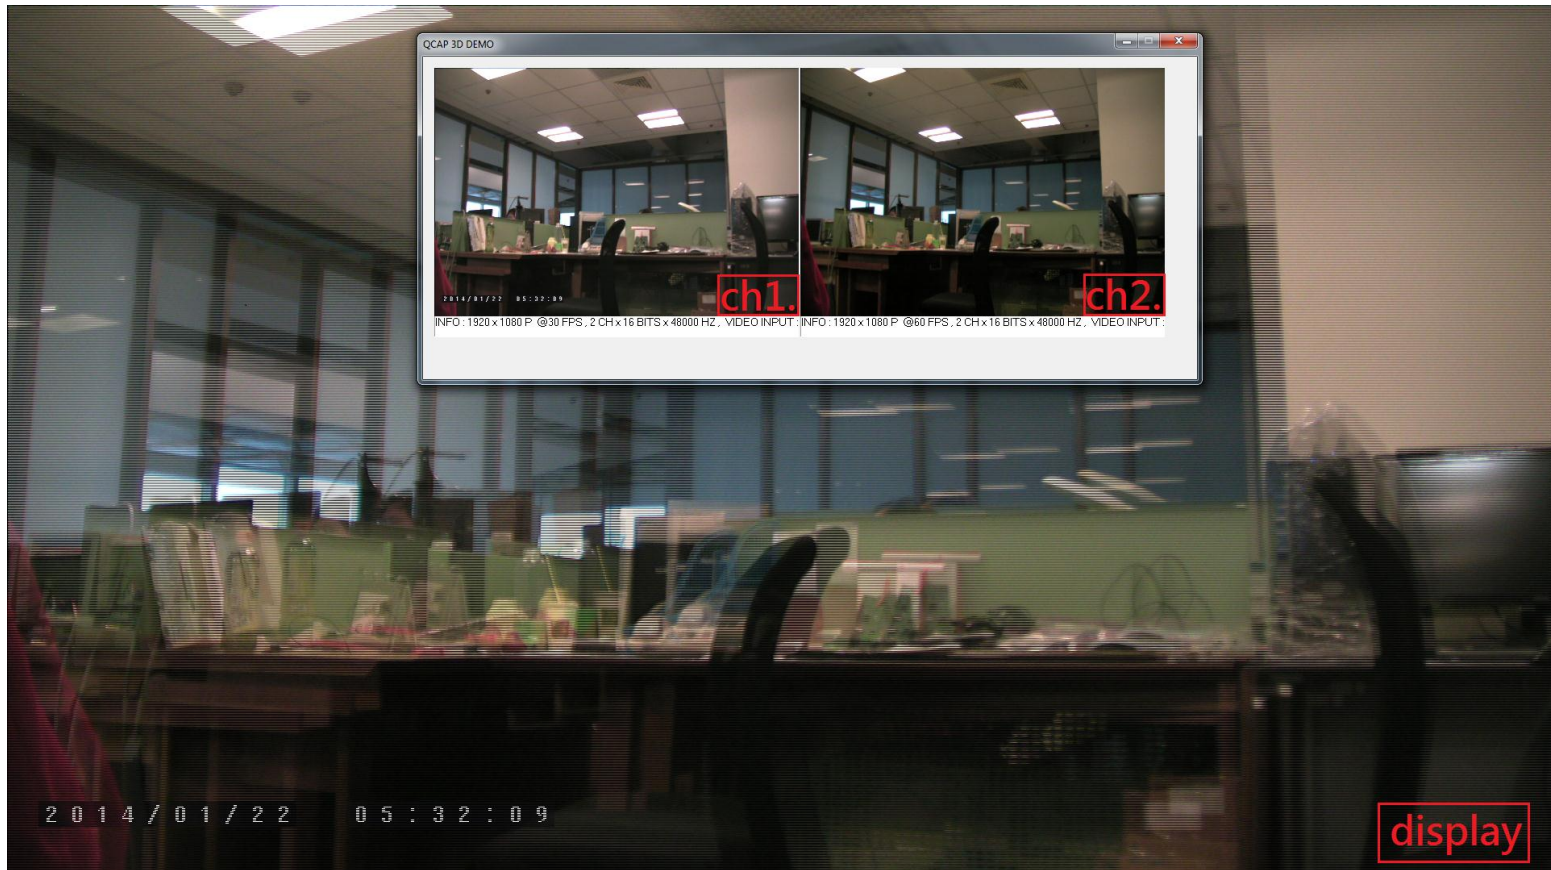 QCAP 3D DEMO
2014/01/22 05:32:09
ch1.
ch2.
INFO : 1920 x 1080 P @30 FPS , 2 CH x 16 BITS x 48000 HZ , VIDEO INPUT :
INFO : 1920 x 1080 P @60 FPS , 2 CH x 16 BITS x 48000 HZ , VIDEO INPUT :
2014/01/22 05:32:09
display